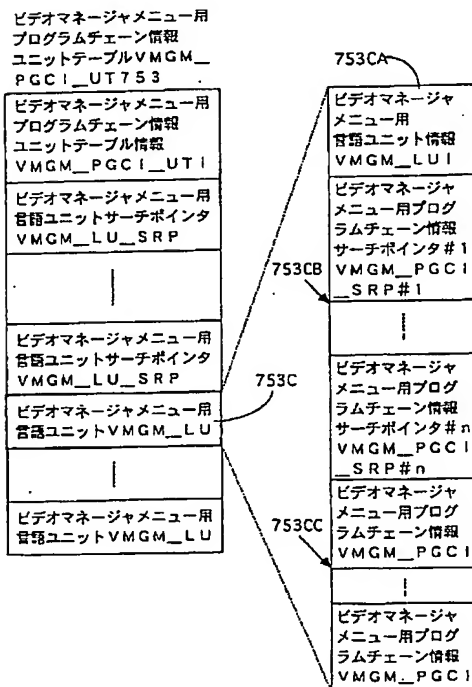 ビデオマネージャメニュー用
プログラムチェーン情報
ユニットテーブルVMGM__
PGCI__UT753
ビデオマネージャメニュー用
プログラムチェーン情報
ユニットテーブル情報
VMGM__PGCI__UTI
ビデオマネージャメニュー用
言語ユニットサーチポインタ
VMGM__LU__SRP
ビデオマネージャメニュー用
言語ユニットサーチポインタ
VMGM__LU__SRP
ビデオマネージャメニュー用
言語ユニットVMGM__LU
ビデオマネージャメニュー用
言語ユニットVMGM__LU
753C
753CA
ビデオマネージャ
メニュー用
言語ユニット情報
VMGM__LUI
ビデオマネージャ
メニュー用プログ
ラムチェーン情報
サーチポインタ#1
VMGM__PGCI
__SRP#1
753CB
ビデオマネージャ
メニュー用プログ
ラムチェーン情報
サーチポインタ#n
VMGM__PGCI
__SRP#n
ビデオマネージャ
メニュー用プログ
ラムチェーン情報
VMGM__PGCI
753CC
ビデオマネージャ
メニュー用プログ
ラムチェーン情報
VMGM__PGCI